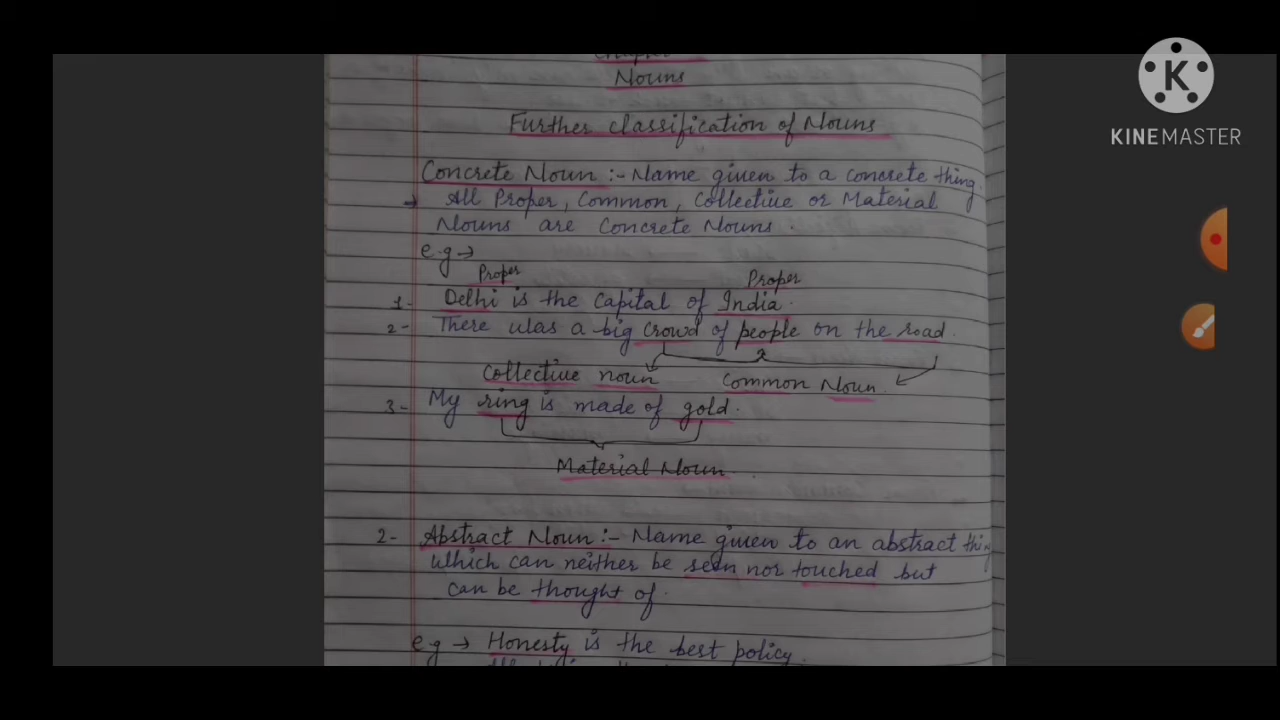 Chapter
Nouns
Further classification of Nouns
Concrete Noun :- Name given to a concrete thing.
→ All Proper, Common, Collective or Material
Nouns are Concrete Nouns.
e.g →
Proper Proper
1- Delhi is the capital of India.
2- There was a big crowd of people on the road.
Collective noun Common Noun
3- My ring is made of gold.
Material Noun
2- Abstract Noun :- Name given to an abstract thin
which can neither be seen nor touched but
can be thought of.
e.g → Honesty is the best policy.
K
KINEMASTER